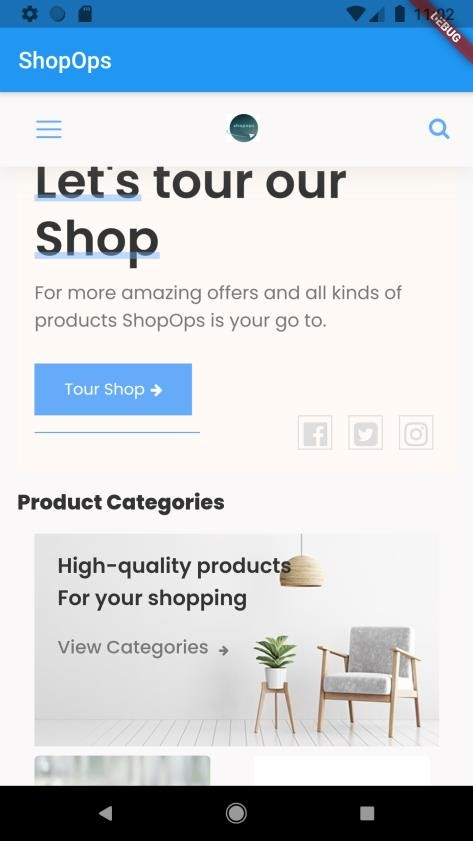 11:02
DEBUG
ShopOps
shopops
Let's tour our
Shop
For more amazing offers and all kinds of
products ShopOps is your go to.
Tour Shop
Product Categories
High-quality products
For your shopping
View Categories